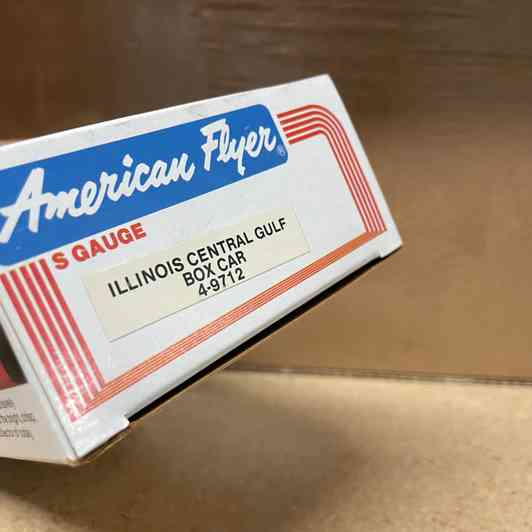 American Flyer®
S GAUGE
ILLINOIS CENTRAL GULF
BOX CAR
4-9712